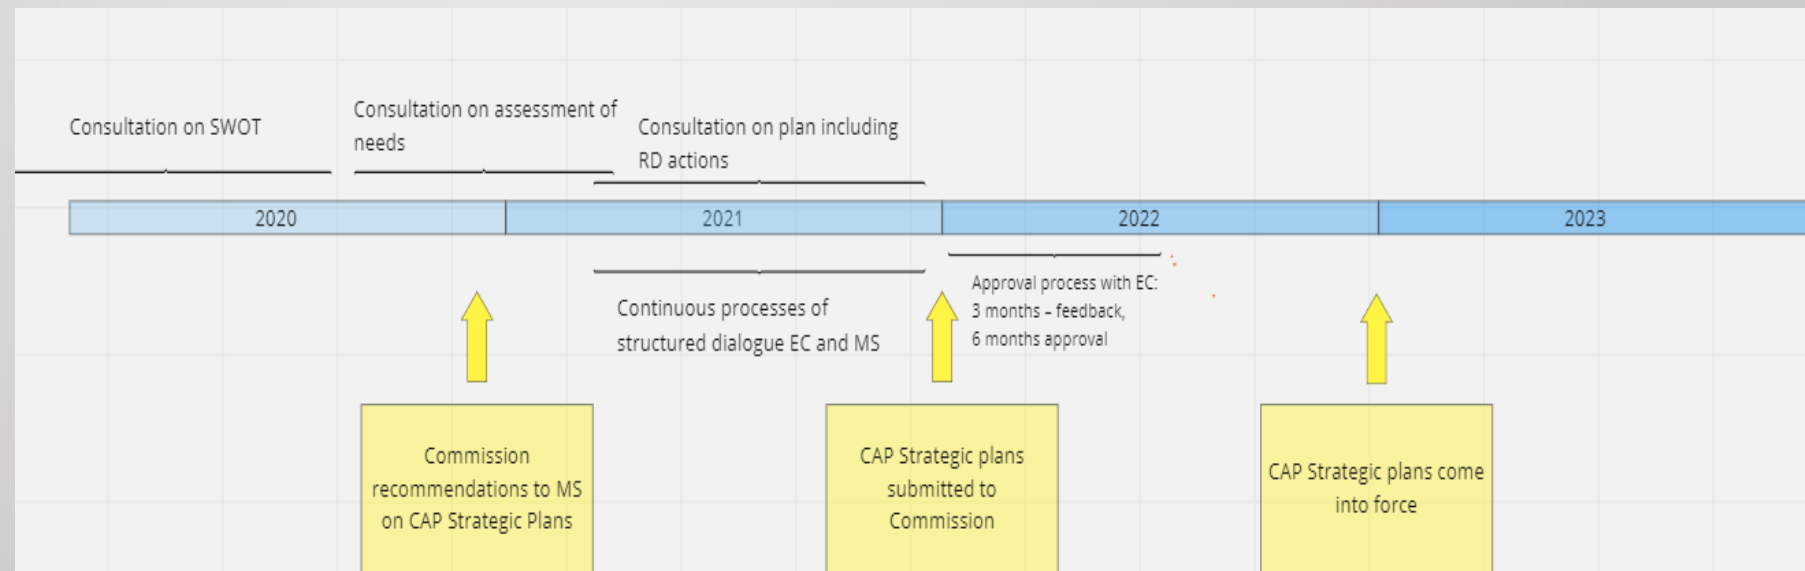 Consultation on SWOT
Consultation on assessment of
needs
Consultation on plan including
RD actions
2020
2021
2022
2023
Continuous processes of
structured dialogue EC and MS
Approval process with EC:
3 months – feedback,
6 months approval
Commission
recommendations to MS
on CAP Strategic Plans
CAP Strategic plans
submitted to
Commission
CAP Strategic plans come
into force